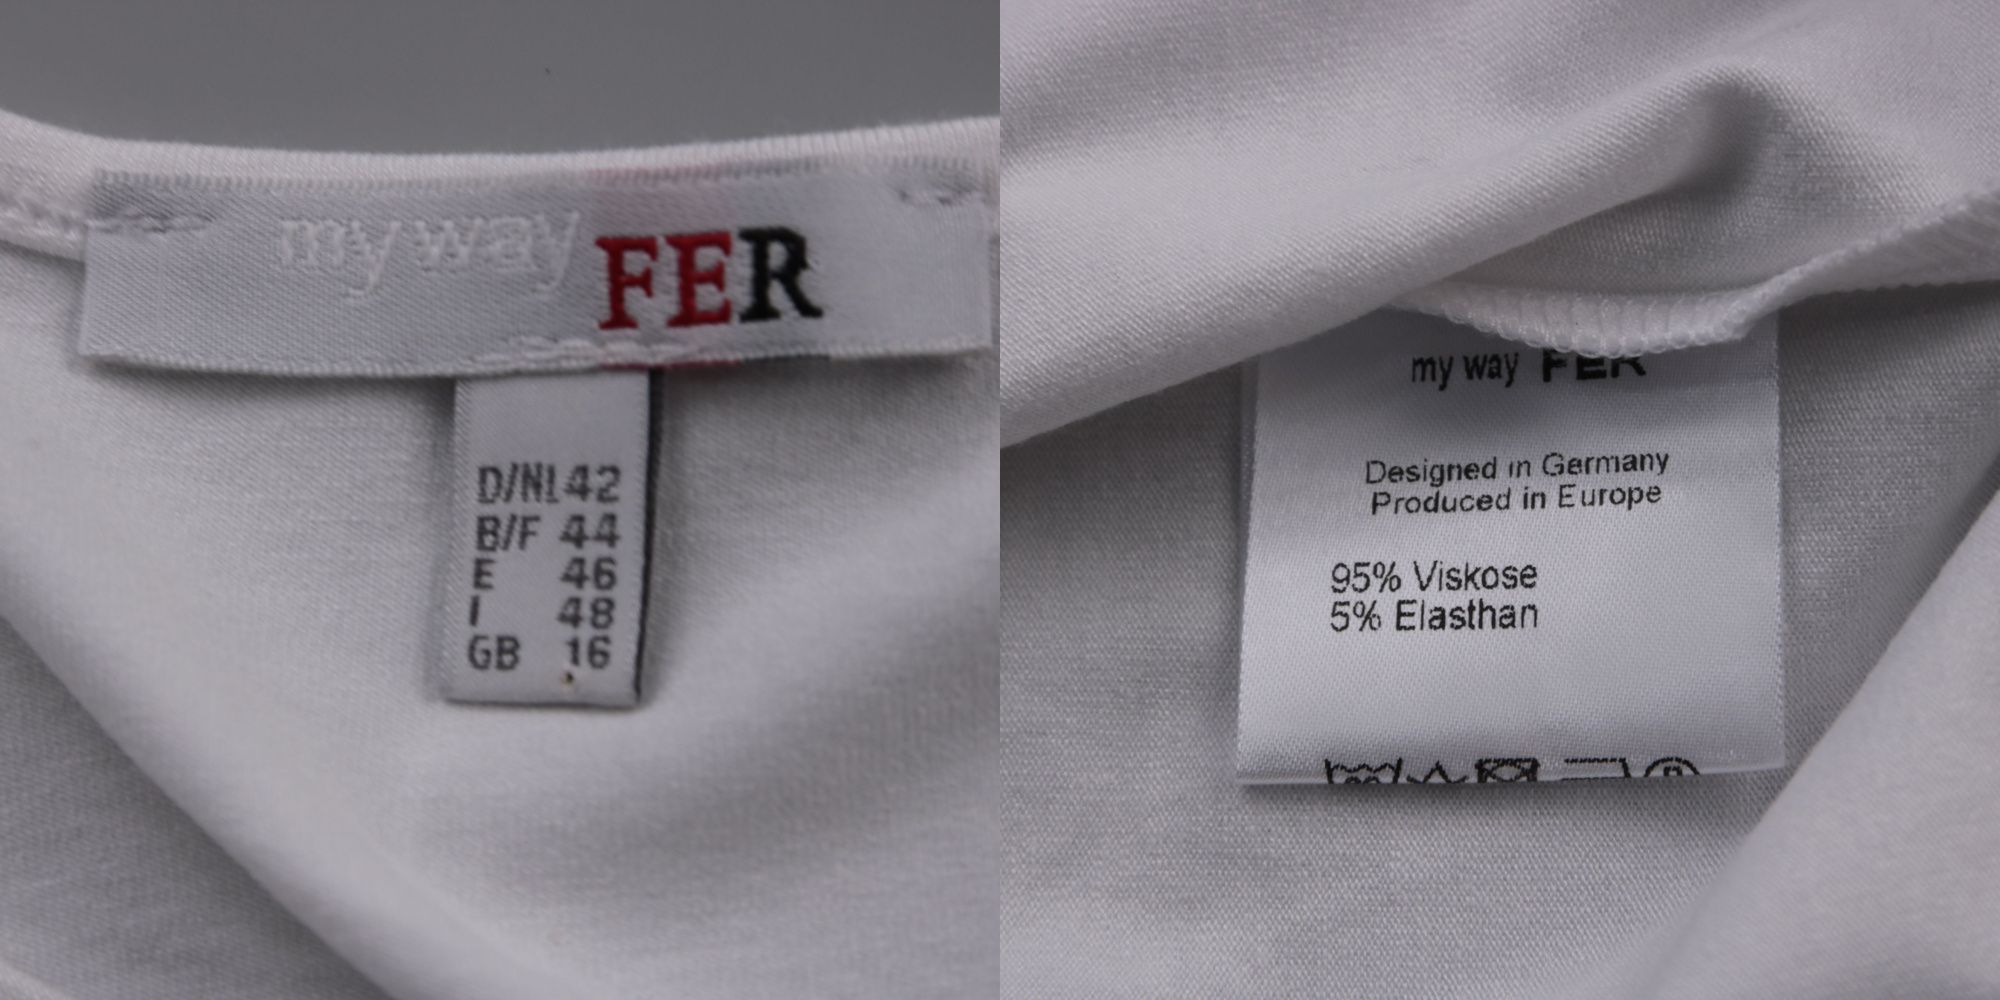 my way FER
D/NL 42
B/F 44
E 46
I 48
GB 16
my way FER
Designed in Germany
Produced in Europe
95% Viskose
5% Elasthan